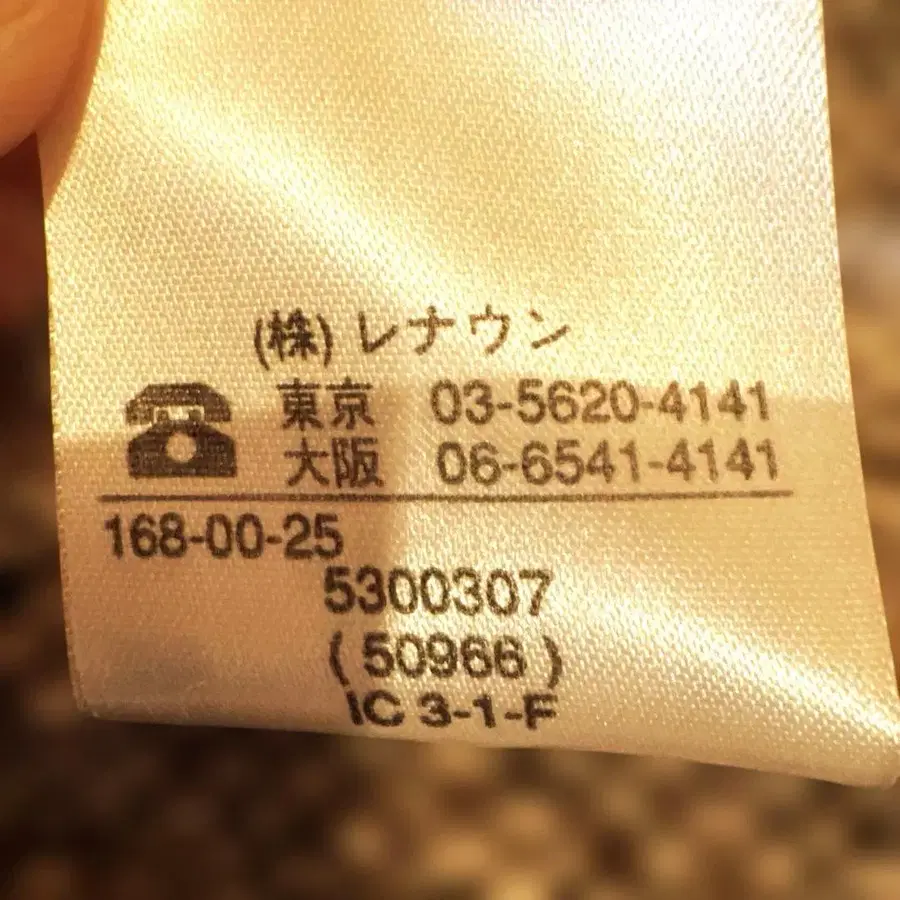 (株) レナウン
東京 03-5620-4141
大阪 06-6541-4141
168-00-25
5300307
( 50966 )
IC 3-1-F